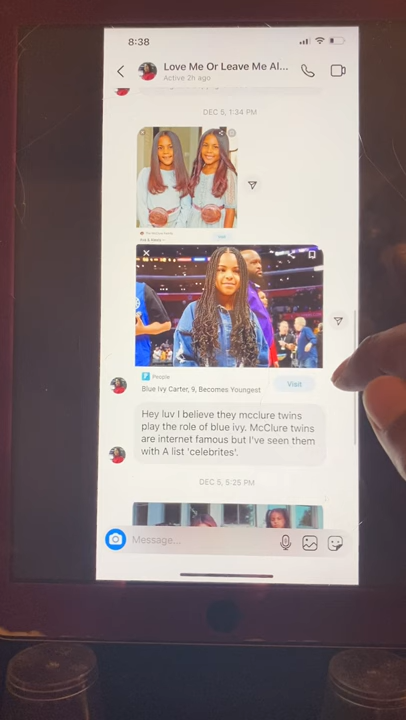 8:38
Love Me Or Leave Me Al...
Active 2h ago
DEC 5, 1:34 PM
People
Blue Ivy Carter, 9, Becomes Youngest
Visit
Hey luv I believe they mcclure twins
play the role of blue ivy. McClure twins
are internet famous but I've seen them
with A list 'celebrites'.
DEC 5, 5:25 PM
Message...